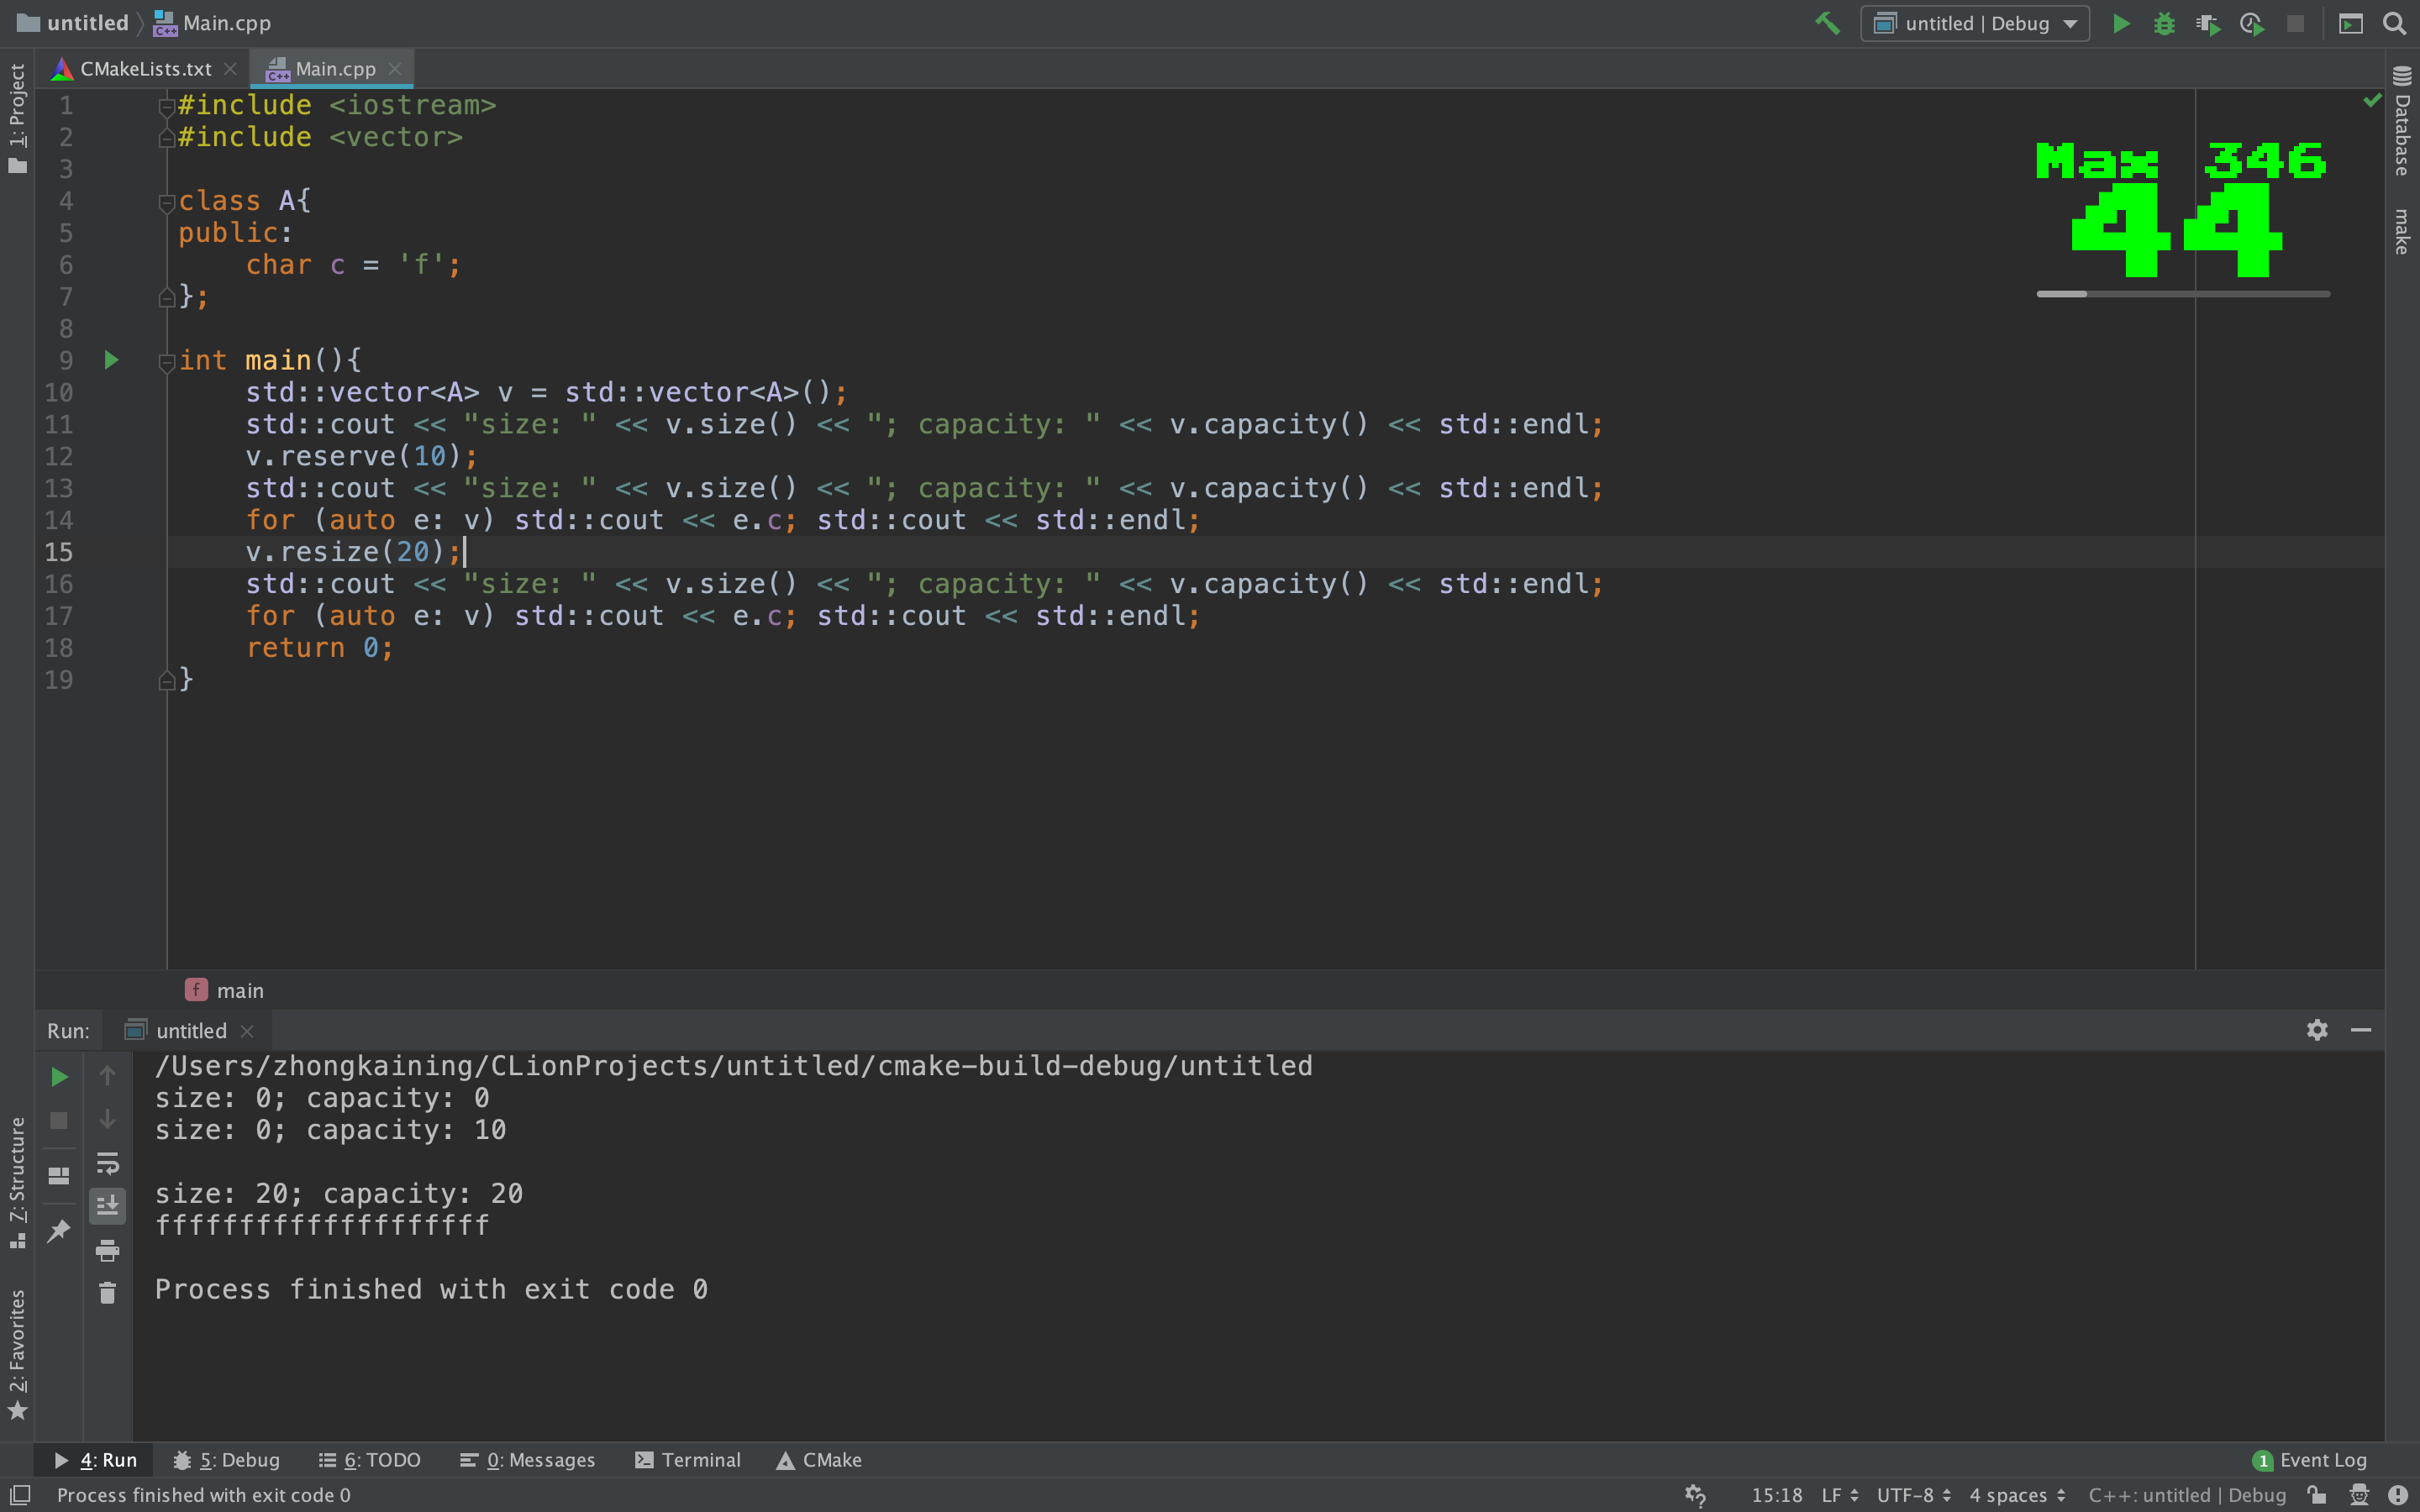 untitled Main.cpp untitled | Debug
CMakeLists.txt Main.cpp
1: Project
Database
make
Max 346
44
1 #include <iostream>
2 #include <vector>
3
4 class A{
5 public:
6     char c = 'f';
7 };
8
9 int main(){
10     std::vector<A> v = std::vector<A>();
11     std::cout << "size: " << v.size() << "; capacity: " << v.capacity() << std::endl;
12     v.reserve(10);
13     std::cout << "size: " << v.size() << "; capacity: " << v.capacity() << std::endl;
14     for (auto e: v) std::cout << e.c; std::cout << std::endl;
15     v.resize(20);
16     std::cout << "size: " << v.size() << "; capacity: " << v.capacity() << std::endl;
17     for (auto e: v) std::cout << e.c; std::cout << std::endl;
18     return 0;
19 }
f main
Run: untitled
/Users/zhongkaining/CLionProjects/untitled/cmake-build-debug/untitled
size: 0; capacity: 0
size: 0; capacity: 10
size: 20; capacity: 20
ffffffffffffffffffff
Process finished with exit code 0
7: Structure
2: Favorites
4: Run 5: Debug 6: TODO 0: Messages Terminal CMake 1 Event Log
Process finished with exit code 0 15:18 LF UTF-8 4 spaces C++: untitled | Debug